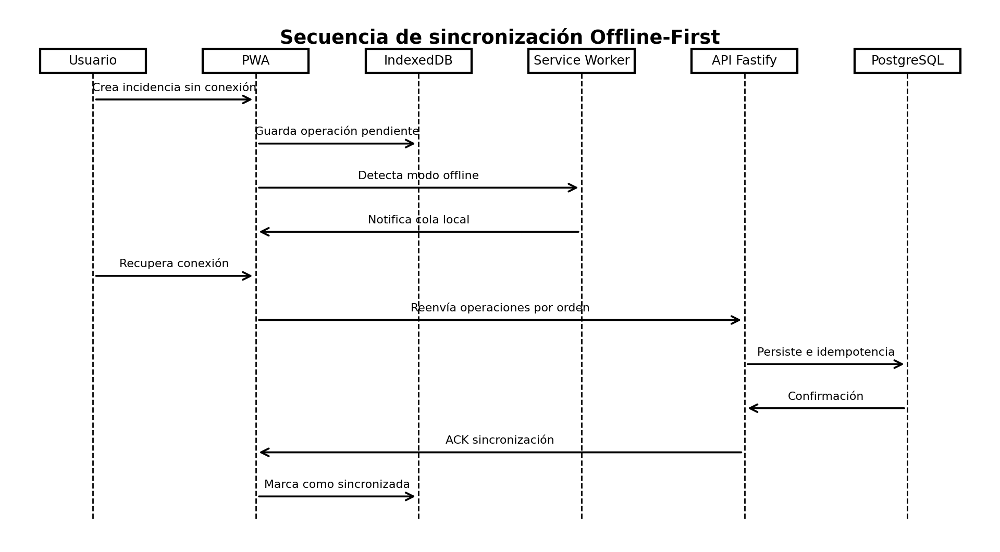 Secuencia de sincronización Offline-First
Usuario
PWA
IndexedDB
Service Worker
API Fastify
PostgreSQL
Crea incidencia sin conexión
Guarda operación pendiente
Detecta modo offline
Notifica cola local
Recupera conexión
Reenvía operaciones por orden
Persiste e idempotencia
Confirmación
ACK sincronización
Marca como sincronizada